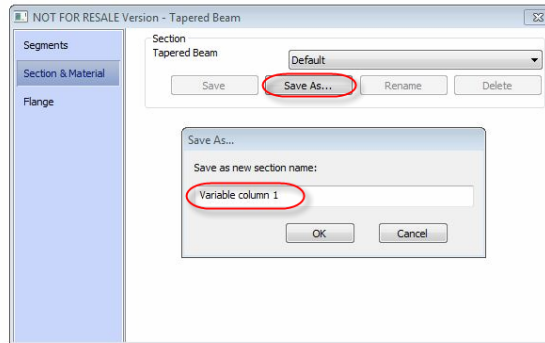 NOT FOR RESALE Version - Tapered Beam
Segments
Section & Material
Flange
Section
Tapered Beam
Default
Save
Save As...
Rename
Delete
Save As...
Save as new section name:
Variable column 1
OK
Cancel